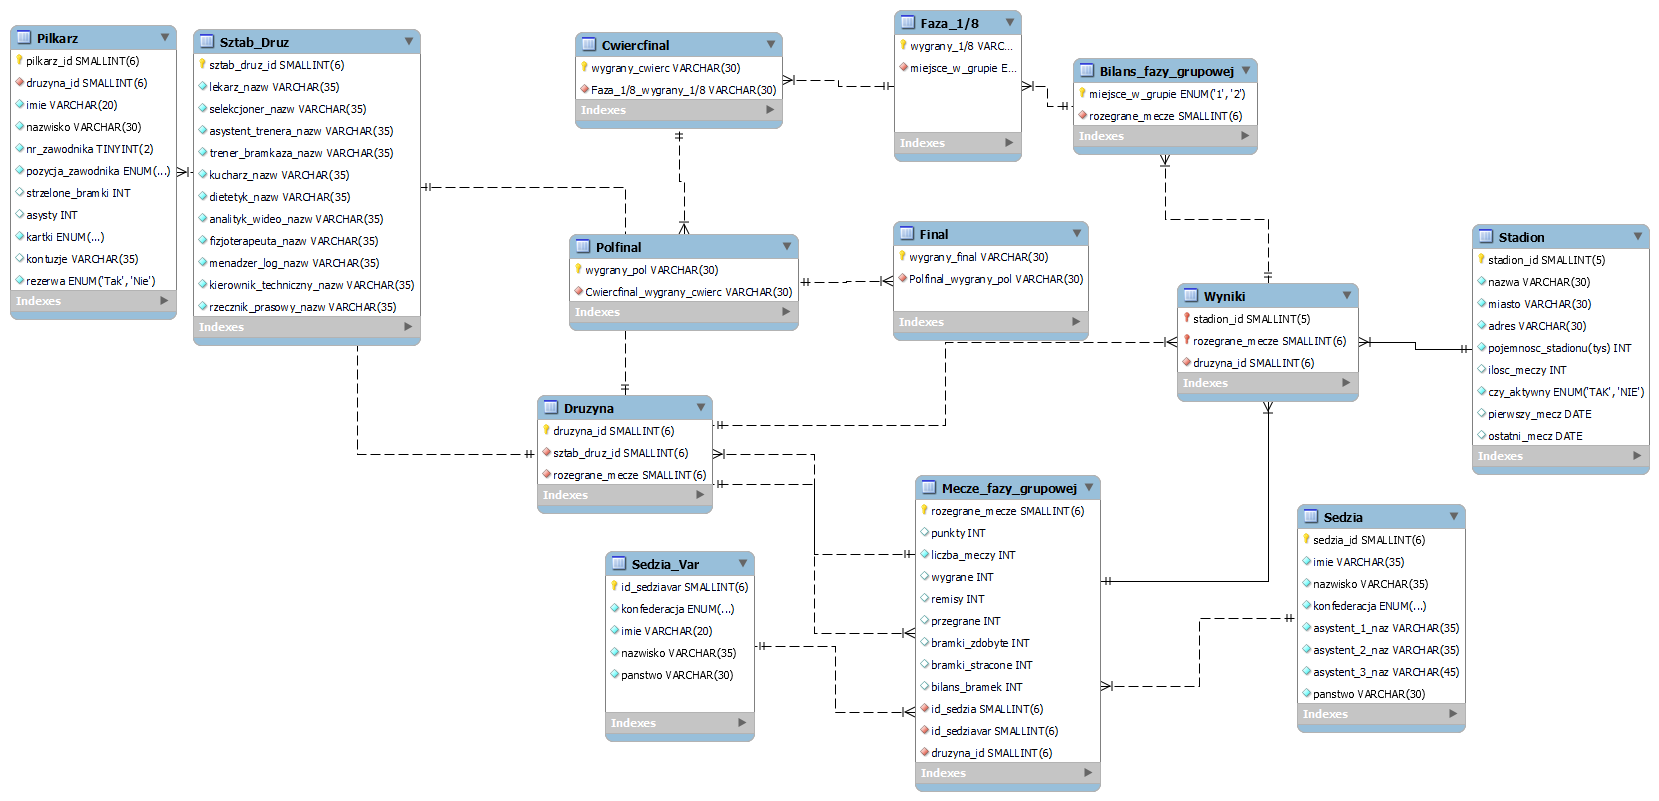 Pilkarz
pilkarz_id SMALLINT(6)
druzyna_id SMALLINT(6)
imie VARCHAR(20)
nazwisko VARCHAR(30)
nr_zawodnika TINYINT(2)
pozycja_zawodnika ENUM(...)
strzelone_bramki INT
asysty INT
kartki ENUM(...)
kontuzje VARCHAR(35)
rezerwa ENUM('Tak','Nie')
Indexes
Sztab_Druz
sztab_druz_id SMALLINT(6)
lekarz_nazw VARCHAR(35)
selekcjoner_nazw VARCHAR(35)
asystent_trenera_nazw VARCHAR(35)
trener_bramkaza_nazw VARCHAR(35)
kucharz_nazw VARCHAR(35)
dietetyk_nazw VARCHAR(35)
analityk_wideo_nazw VARCHAR(35)
fizjoterapeuta_nazw VARCHAR(35)
menadzer_log_nazw VARCHAR(35)
kierownik_techniczny_nazw VARCHAR(35)
rzecznik_prasowy_nazw VARCHAR(35)
Indexes
Cwiercfinal
wygrany_cwierc VARCHAR(30)
Faza_1/8_wygrany_1/8 VARCHAR(30)
Indexes
Faza_1/8
wygrany_1/8 VARC...
miejsce_w_grupie E...
Indexes
Bilans_fazy_grupowej
miejsce_w_grupie ENUM('1','2')
rozegrane_mecze SMALLINT(6)
Indexes
Polfinal
wygrany_pol VARCHAR(30)
Cwiercfinal_wygrany_cwierc VARCHAR(30)
Indexes
Final
wygrany_final VARCHAR(30)
Polfinal_wygrany_pol VARCHAR(30)
Indexes
Wyniki
stadion_id SMALLINT(5)
rozegrane_mecze SMALLINT(6)
druzyna_id SMALLINT(6)
Indexes
Stadion
stadion_id SMALLINT(5)
nazwa VARCHAR(30)
miasto VARCHAR(30)
adres VARCHAR(30)
pojemnosc_stadionu(tys) INT
ilosc_meczy INT
czy_aktywny ENUM('TAK','NIE')
pierwszy_mecz DATE
ostatni_mecz DATE
Indexes
Druzyna
druzyna_id SMALLINT(6)
sztab_druz_id SMALLINT(6)
rozegrane_mecze SMALLINT(6)
Indexes
Sedzia_Var
id_sedziavar SMALLINT(6)
konfederacja ENUM(...)
imie VARCHAR(20)
nazwisko VARCHAR(35)
panstwo VARCHAR(30)
Indexes
Mecze_fazy_grupowej
rozegrane_mecze SMALLINT(6)
punkty INT
liczba_meczy INT
wygrane INT
remisy INT
przegrane INT
bramki_zdobyte INT
bramki_stracone INT
bilans_bramek INT
id_sedzia SMALLINT(6)
id_sedziavar SMALLINT(6)
druzyna_id SMALLINT(6)
Indexes
Sedzia
sedzia_id SMALLINT(6)
imie VARCHAR(35)
nazwisko VARCHAR(35)
konfederacja ENUM(...)
asystent_1_naz VARCHAR(35)
asystent_2_naz VARCHAR(35)
asystent_3_naz VARCHAR(45)
panstwo VARCHAR(30)
Indexes